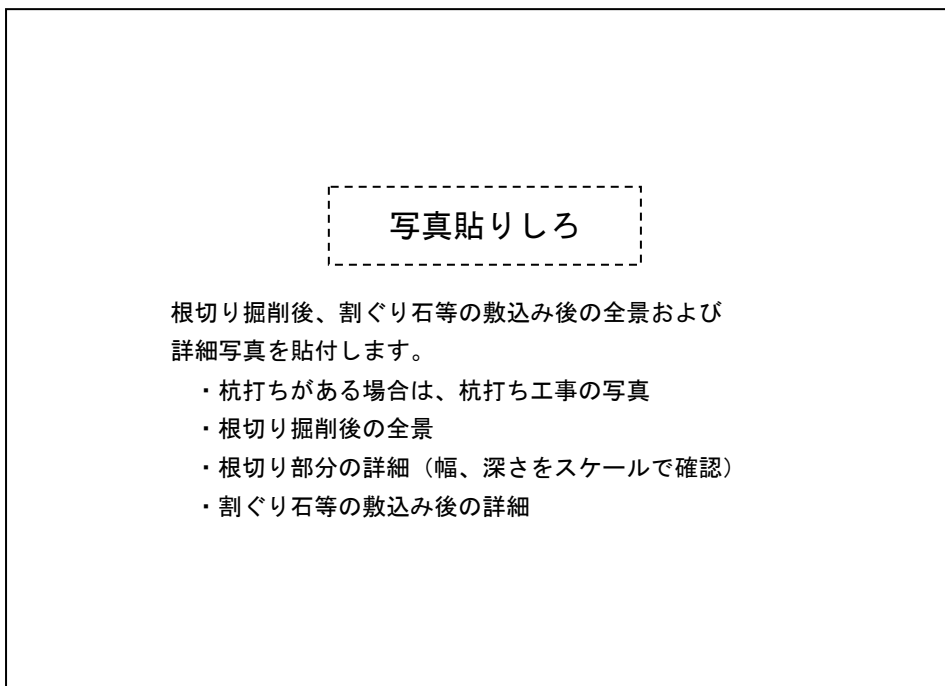 写真貼りしろ
根切り掘削後、割ぐり石等の敷込み後の全景および
詳細写真を貼付します。
・杭打ちがある場合は、杭打ち工事の写真
・根切り掘削後の全景
・根切り部分の詳細（幅、深さをスケールで確認）
・割ぐり石等の敷込み後の詳細